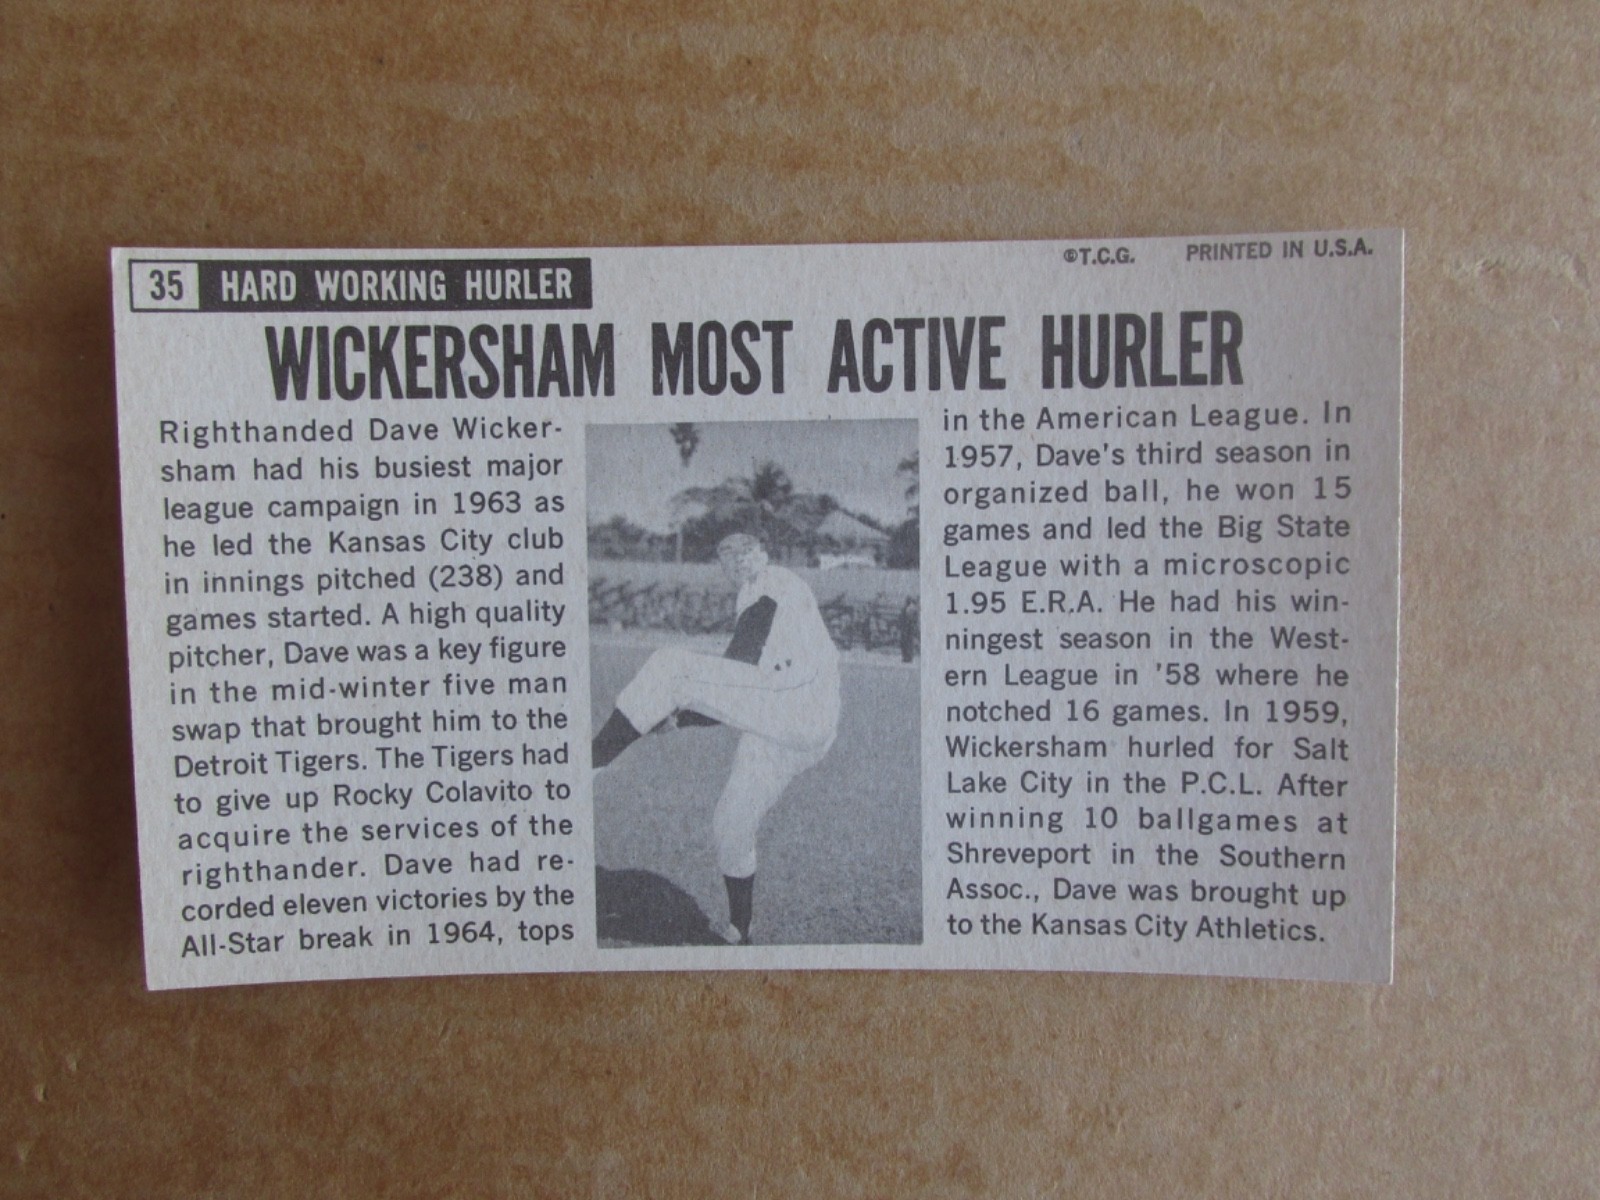 35 HARD WORKING HURLER
©T.C.G. PRINTED IN U.S.A.
WICKERSHAM MOST ACTIVE HURLER
Righthanded Dave Wicker-
sham had his busiest major
league campaign in 1963 as
he led the Kansas City club
in innings pitched (238) and
games started. A high quality
pitcher, Dave was a key figure
in the mid-winter five man
swap that brought him to the
Detroit Tigers. The Tigers had
to give up Rocky Colavito to
acquire the services of the
righthander. Dave had re-
corded eleven victories by the
All-Star break in 1964, tops
in the American League. In
1957, Dave's third season in
organized ball, he won 15
games and led the Big State
League with a microscopic
1.95 E.R.A. He had his win-
ningest season in the West-
ern League in '58 where he
notched 16 games. In 1959,
Wickersham hurled for Salt
Lake City in the P.C.L. After
winning 10 ballgames at
Shreveport in the Southern
Assoc., Dave was brought up
to the Kansas City Athletics.